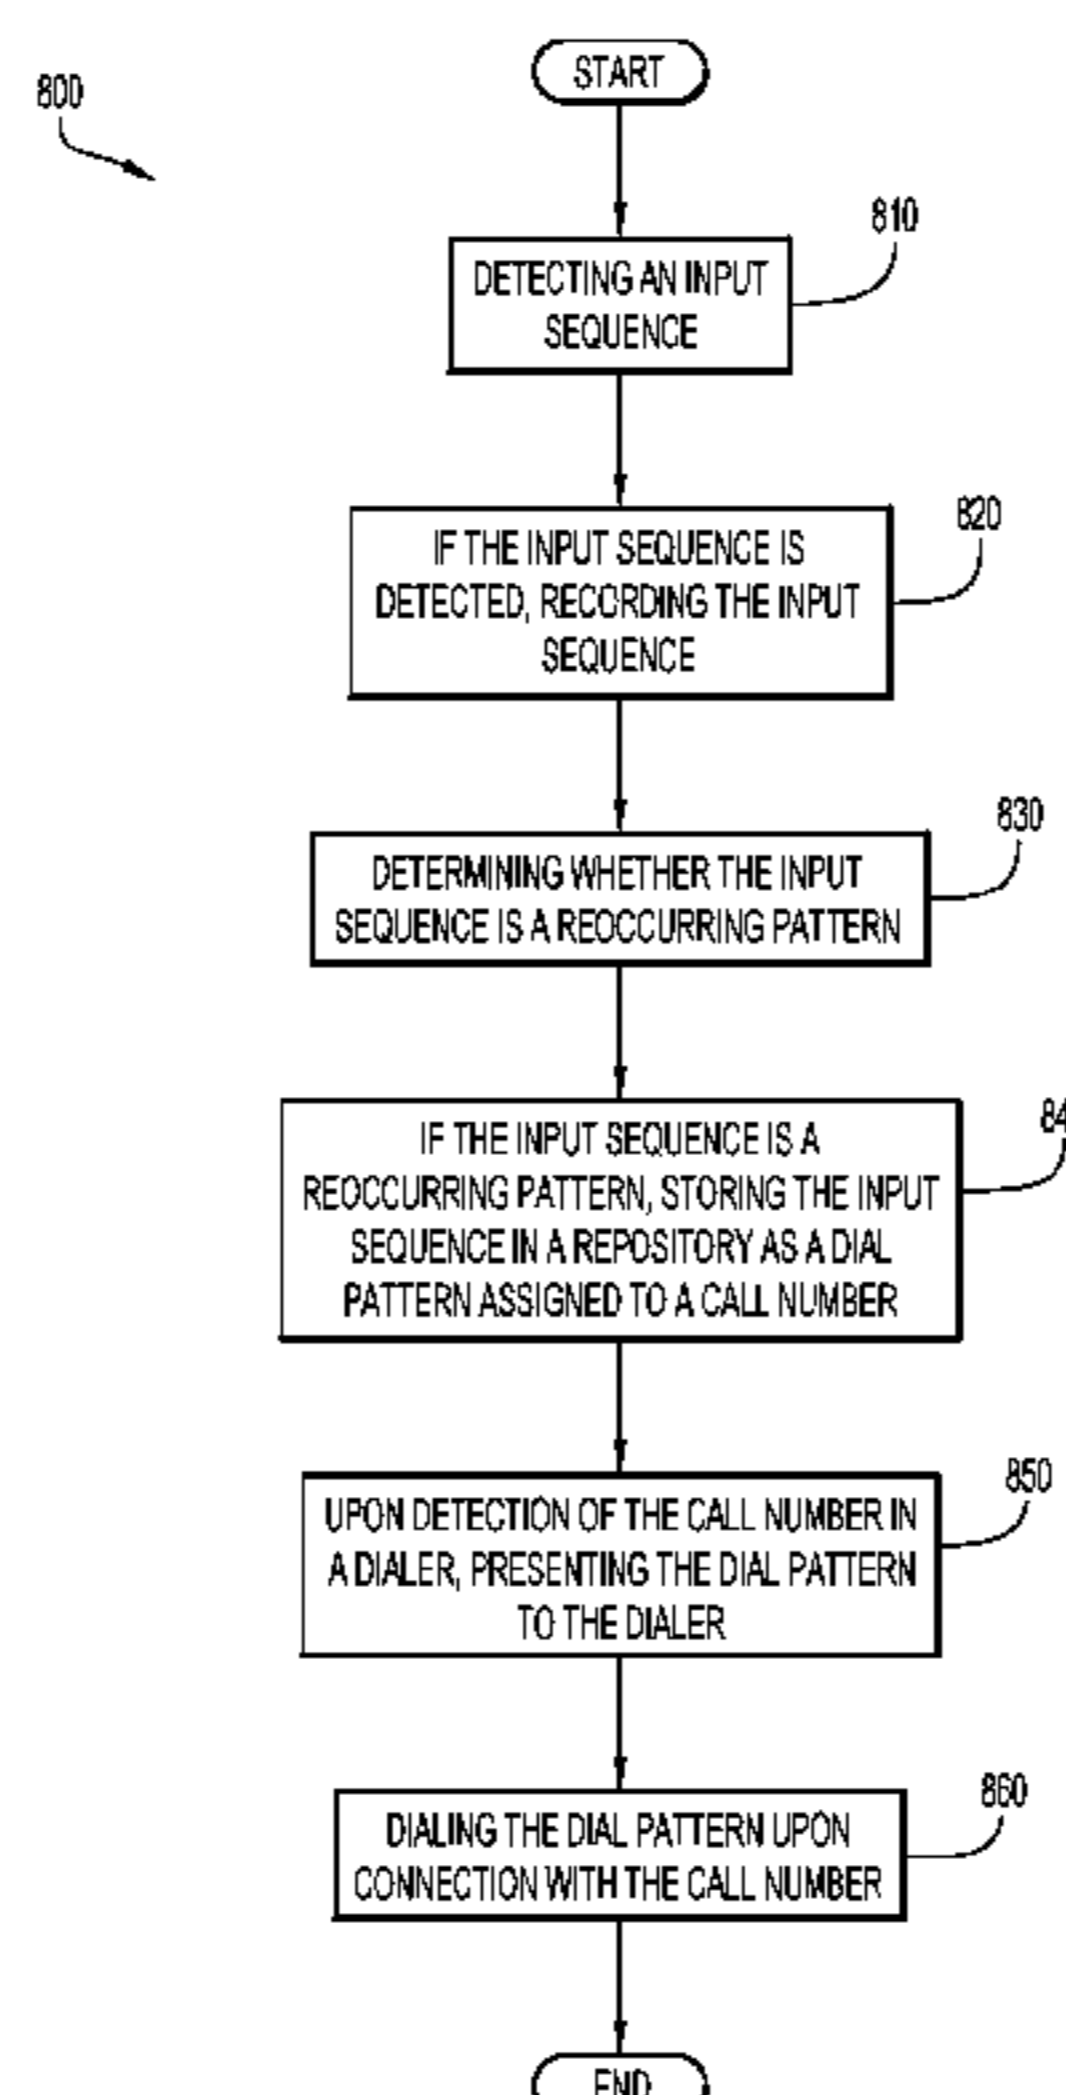 START
800
810
DETECTING AN INPUT
SEQUENCE
820
IF THE INPUT SEQUENCE IS
DETECTED, RECORDING THE INPUT
SEQUENCE
830
DETERMINING WHETHER THE INPUT
SEQUENCE IS A REOCCURRING PATTERN
84
IF THE INPUT SEQUENCE IS A
REOCCURRING PATTERN, STORING THE INPUT
SEQUENCE IN A REPOSITORY AS A DIAL
PATTERN ASSIGNED TO A CALL NUMBER
850
UPON DETECTION OF THE CALL NUMBER IN
A DIALER, PRESENTING THE DIAL PATTERN
TO THE DIALER
860
DIALING THE DIAL PATTERN UPON
CONNECTION WITH THE CALL NUMBER
END